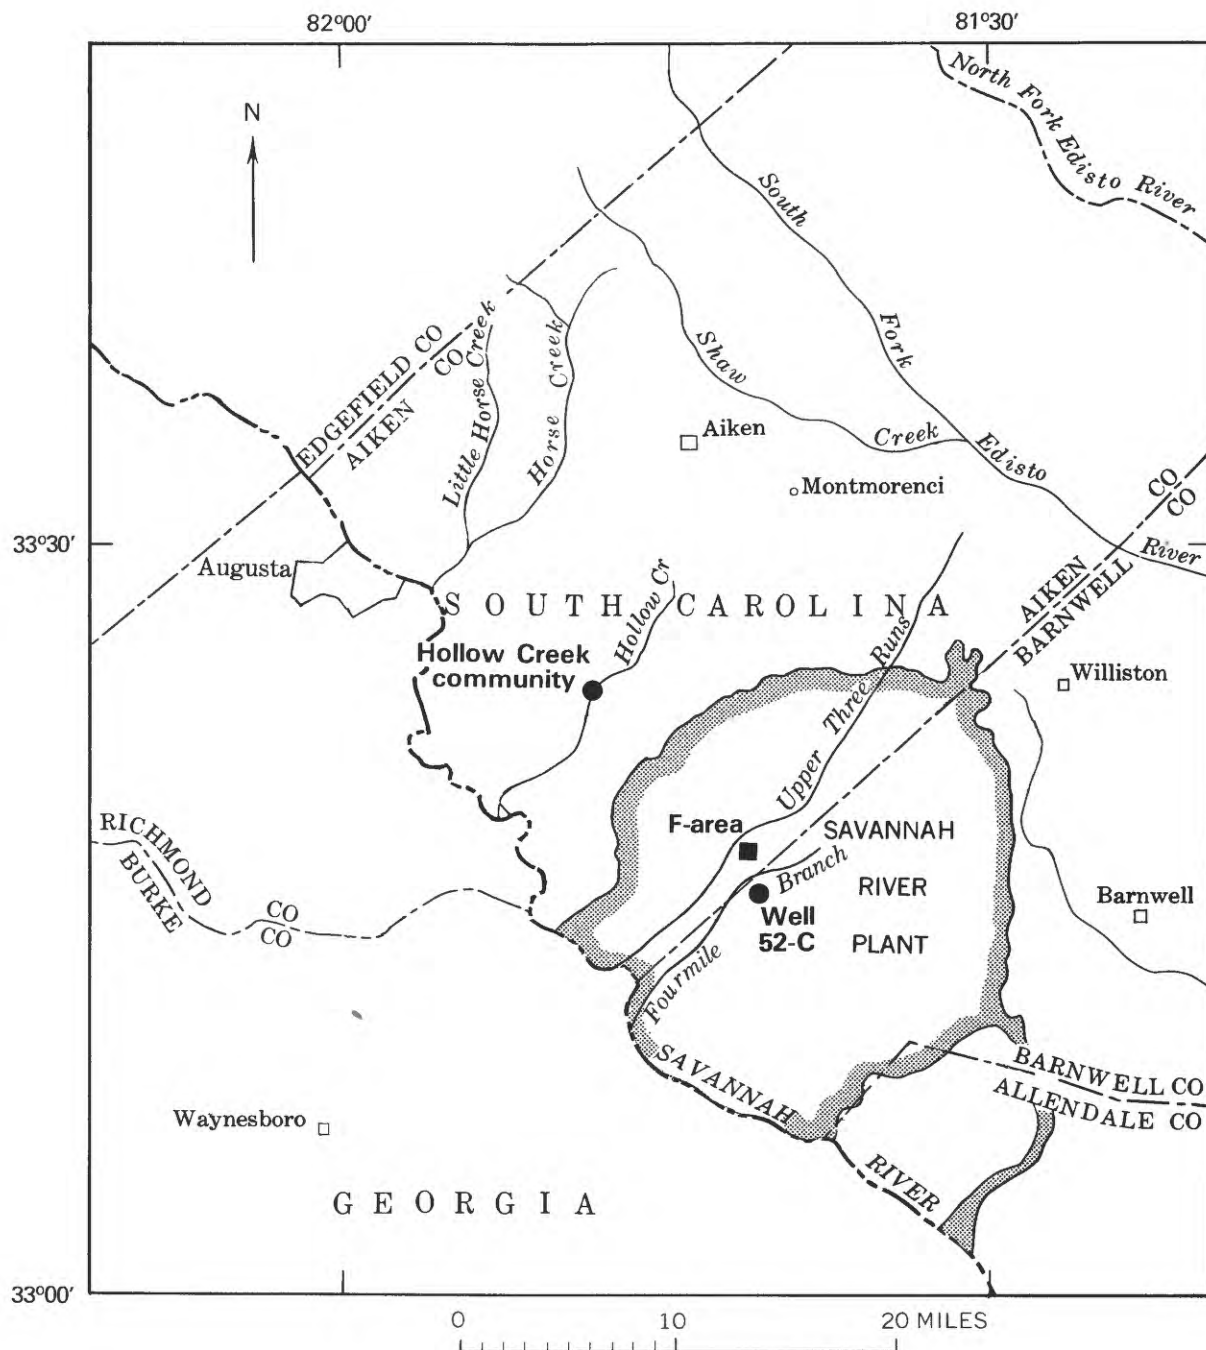 82°00'
81°30'
N
North Fork Edisto River
South Fork Edisto River
EDGEFIELD CO
AIKEN CO
Little Horse Creek
Horse Creek
Shaw Creek
Aiken
Montmorenci
33°30'
Augusta
SOUTH CAROLINA
AIKEN CO
BARNWELL CO
Hollow Cr
Hollow Creek
community
Upper Three Runs
Williston
F-area
SAVANNAH
RIVER
PLANT
RICHMOND CO
BURKE CO
Fourmile Branch
Well
52-C
Barnwell
SAVANNAH RIVER
BARNWELL CO
ALLENDALE CO
Waynesboro
GEORGIA
33°00'
0 10 20 MILES